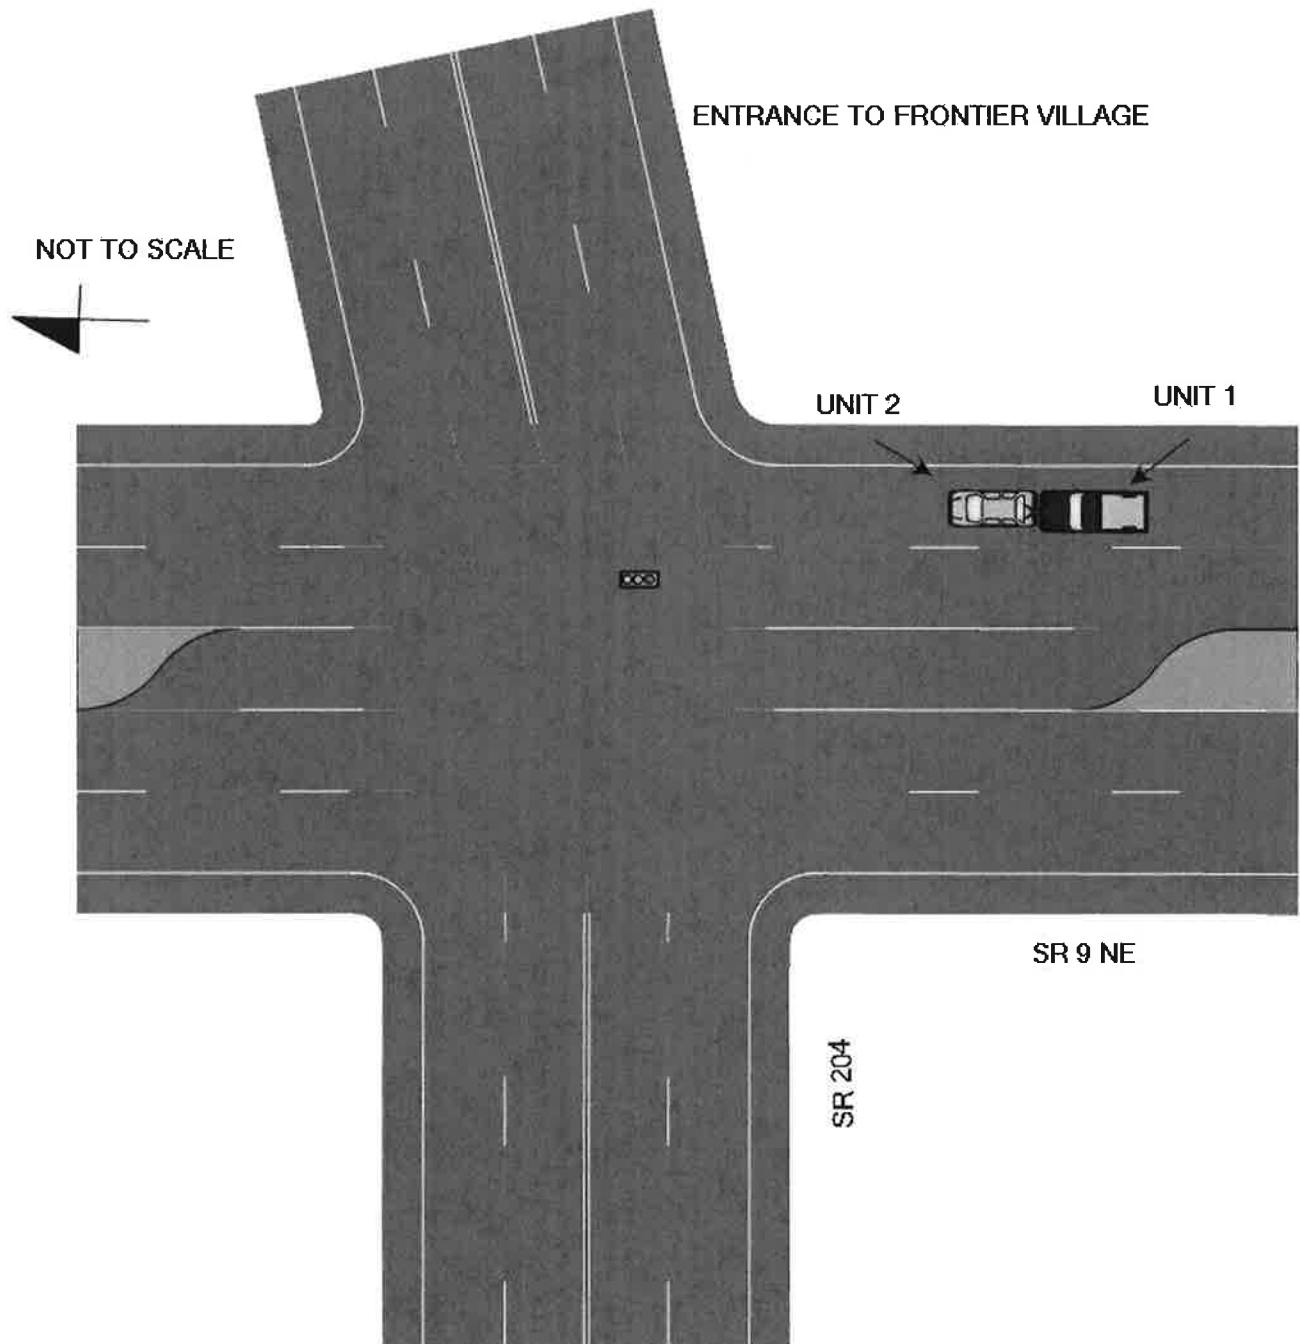 ENTRANCE TO FRONTIER VILLAGE
NOT TO SCALE
UNIT 2
UNIT 1
SR 9 NE
SR 204